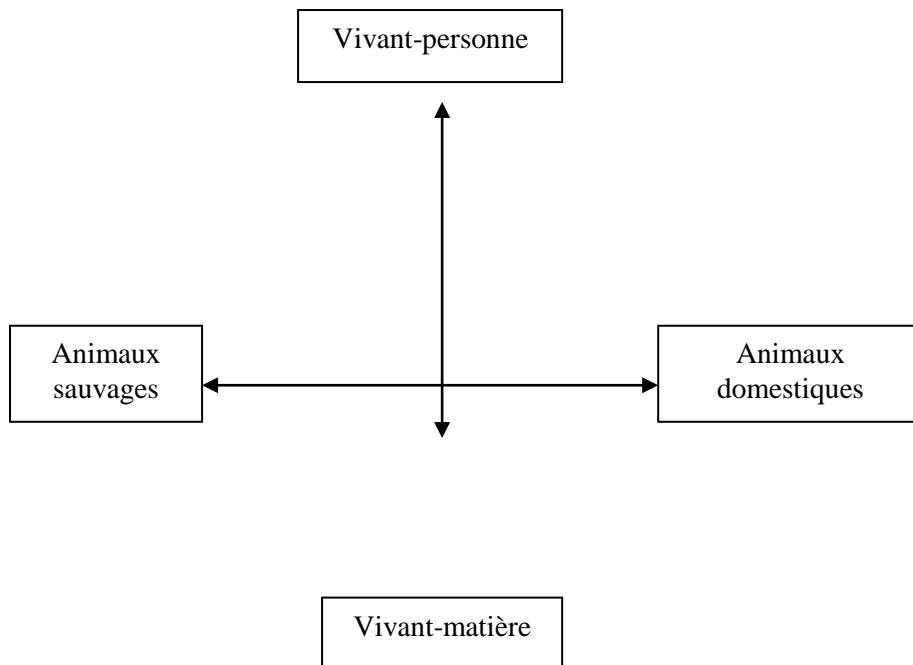 Vivant-personne
Animaux
sauvages
Animaux
domestiques
Vivant-matière